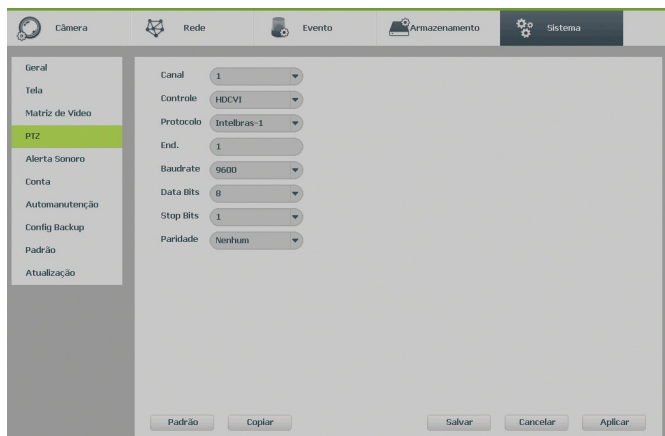 Câmera Rede Evento Armazenamento Sistema
Geral
Tela
Matriz de Vídeo
PTZ
Alerta Sonoro
Conta
Automanutenção
Config Backup
Padrão
Atualização
Canal 1
Controle HDCVI
Protocolo Intelbras-1
End. 1
Baudrate 9600
Data Bits 8
Stop Bits 1
Paridade Nenhum
Padrão Copiar Salvar Cancelar Aplicar